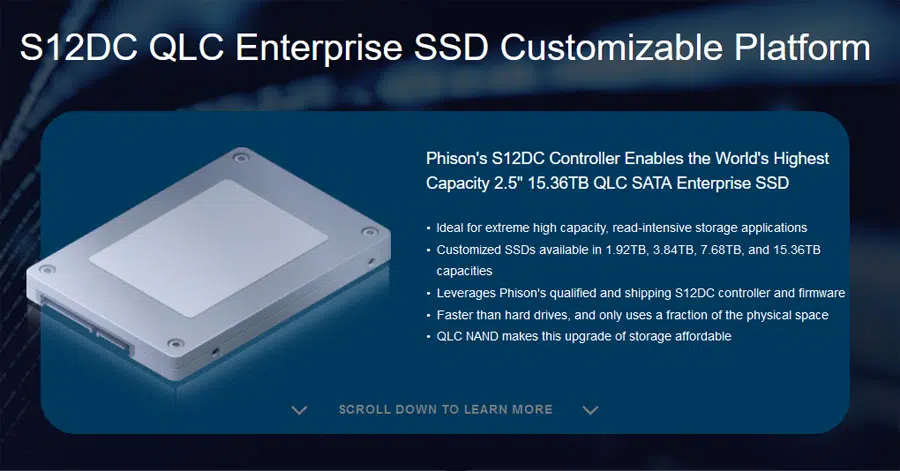 S12DC QLC Enterprise SSD Customizable Platform
Phison's S12DC Controller Enables the World's Highest
Capacity 2.5" 15.36TB QLC SATA Enterprise SSD
• Ideal for extreme high capacity, read-intensive storage applications
• Customized SSDs available in 1.92TB, 3.84TB, 7.68TB, and 15.36TB
capacities
• Leverages Phison's qualified and shipping S12DC controller and firmware
• Faster than hard drives, and only uses a fraction of the physical space
• QLC NAND makes this upgrade of storage affordable
SCROLL DOWN TO LEARN MORE